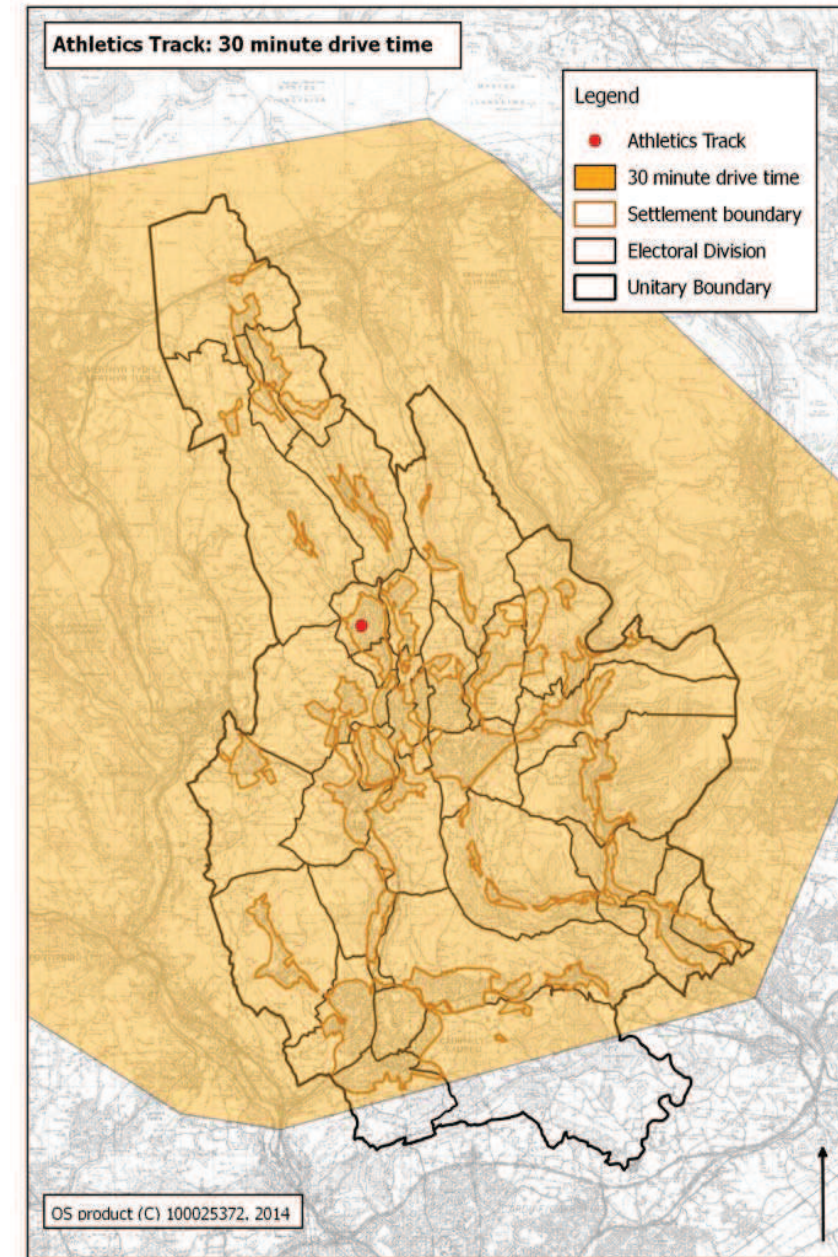 Athletics Track: 30 minute drive time
Legend
Athletics Track
30 minute drive time
Settlement boundary
Electoral Division
Unitary Boundary
OS product (C) 100025372, 2014